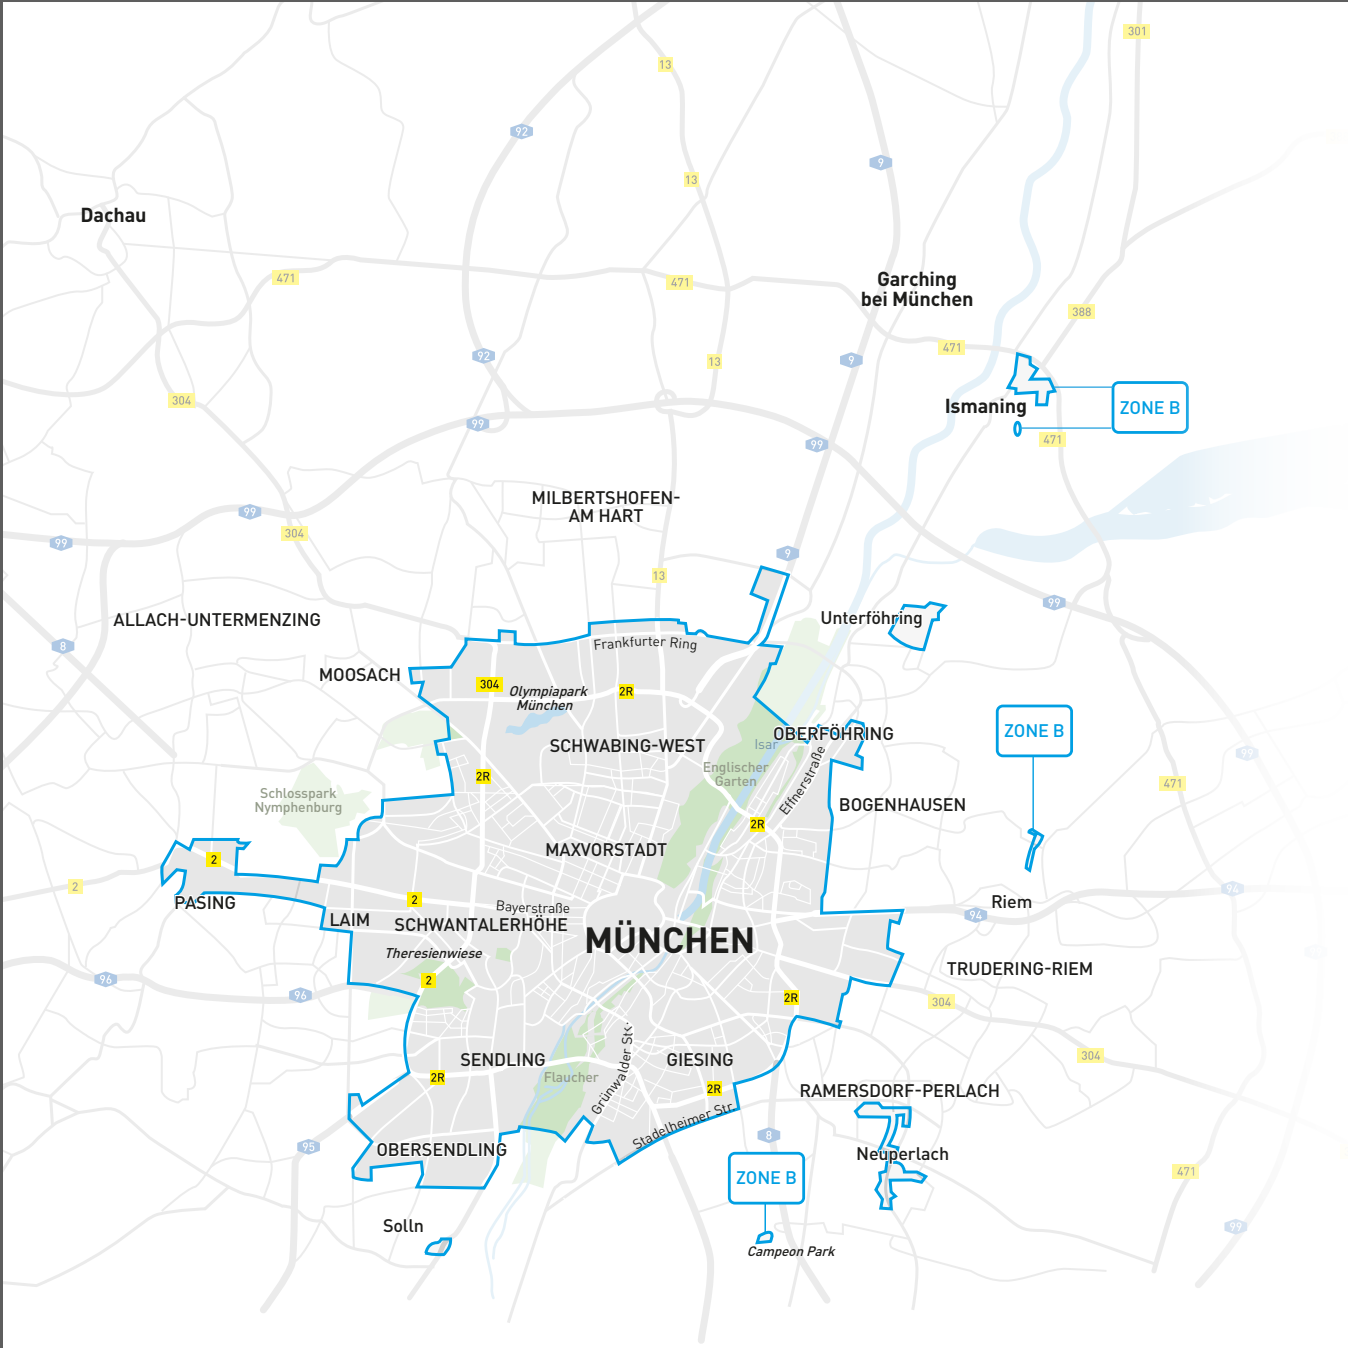 301
13
92
9
13
Dachau
471
Garching
bei München
471
388
471
92
9
13
304
ZONE B
Ismaning
99
471
99
MILBERTSHOFEN-
AM HART
99
304
99
9
13
99
ALLACH-UNTERMENZING
Unterföhring
8
Frankfurter Ring
MOOSACH
304
Olympiapark
München
2R
ZONE B
OBERFÖHRING
SCHWABING-WEST
Isar
99
Englischer
Garten
2R
Effnerstraße
471
Schlosspark
Nymphenburg
BOGENHAUSEN
2R
MAXVORSTADT
2
2
94
2
PASING
Bayerstraße
Riem
94
LAIM
SCHWANTALERHÖHE
MÜNCHEN
Theresienwiese
TRUDERING-RIEM
96
2
96
2R
304
SENDLING
GIESING
304
2R
Flaucher
Grünwalder Str.
2R
RAMERSDORF-PERLACH
Stadelheimer Str.
8
95
OBERSENDLING
Neuperlach
471
ZONE B
Solln
99
Campeon Park